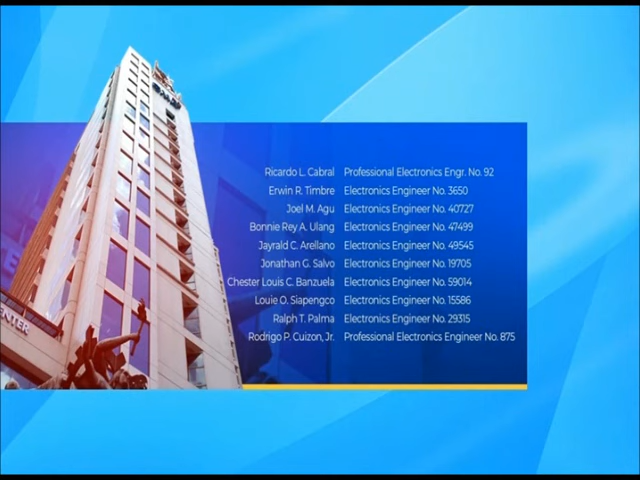 Ricardo L. Cabral Professional Electronics Engr. No. 92
Erwin R. Timbre Electronics Engineer No. 3650
Joel M. Agu Electronics Engineer No. 40727
Bonnie Rey A. Ulang Electronics Engineer No. 47499
Jayrald C. Arellano Electronics Engineer No. 49545
Jonathan G. Salvo Electronics Engineer No. 19705
Chester Louis C. Banzuela Electronics Engineer No. 59014
Louie O. Siapengco Electronics Engineer No. 15586
Ralph T. Palma Electronics Engineer No. 29315
Rodrigo P. Cuizon, Jr. Professional Electronics Engineer No. 875
ENTER